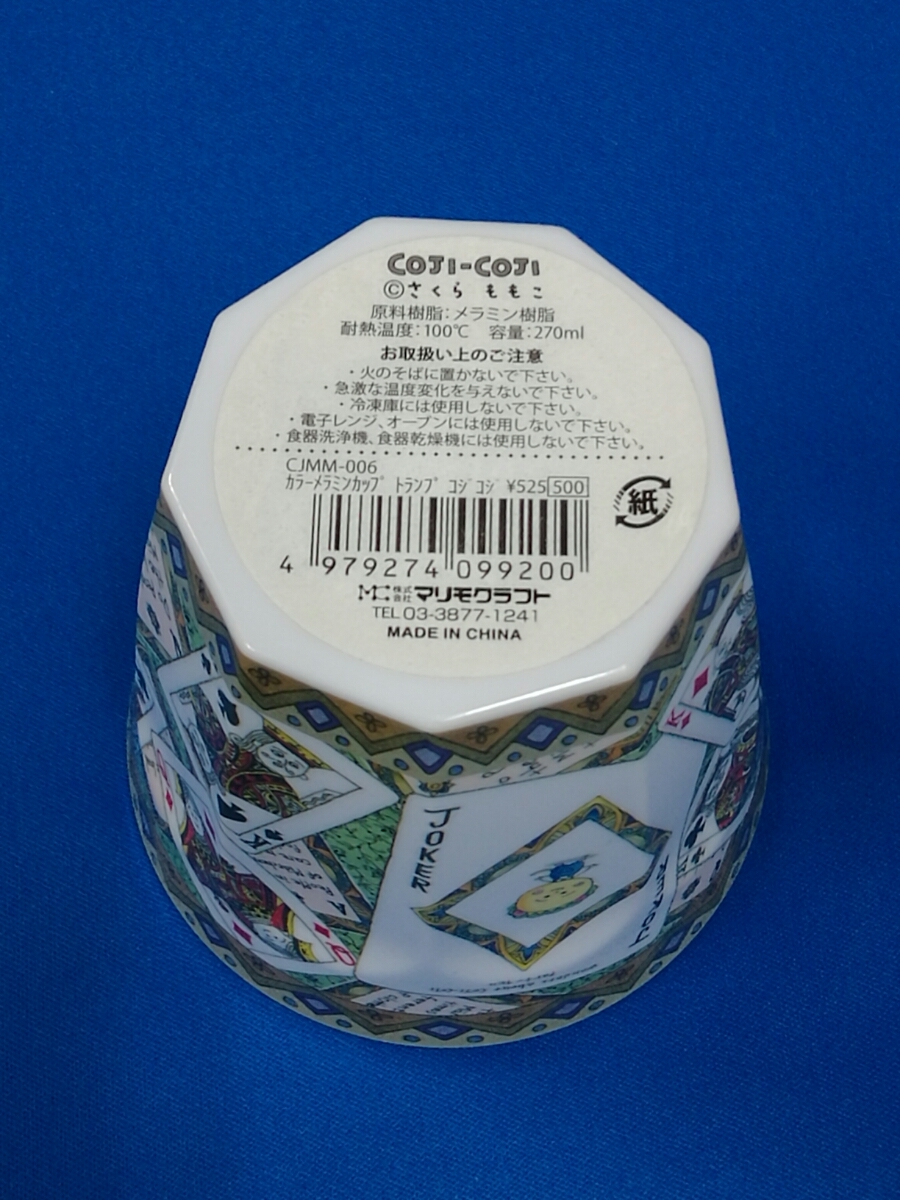 COJI-COJI
©さくら ももこ
原料樹脂:メラミン樹脂
耐熱温度:100℃ 容量:270ml
お取扱い上のご注意
・火のそばに置かないで下さい。
・急激な温度変化を与えないで下さい。
・冷凍庫には使用しないで下さい。
・電子レンジ、オーブンには使用しないで下さい。
・食器洗浄機、食器乾燥機には使用しないで下さい。
CJMM-006
ｶﾗｰﾒﾗﾐﾝｶｯﾌﾟ ﾄﾗﾝﾌﾟ ｺｼﾞｺｼﾞ ¥525 500
紙
4 979274 099200
株式会社 マリモクラフト
TEL 03-3877-1241
MADE IN CHINA
JOKER
K
K
Q
A